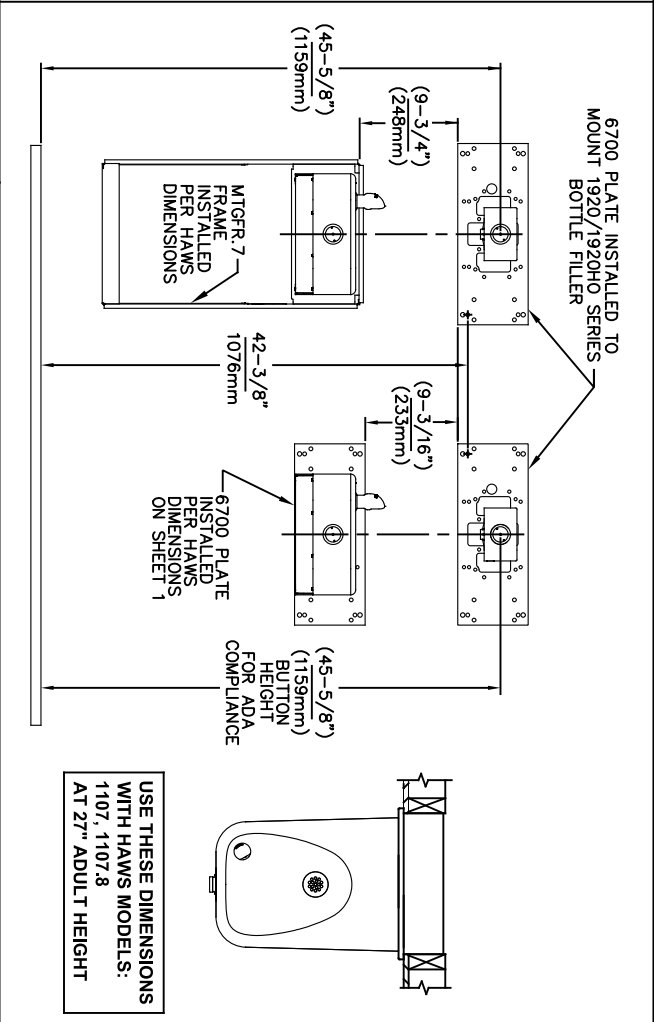 6700 PLATE INSTALLED TO
MOUNT 1920/1920HO SERIES
BOTTLE FILLER
(45-5/8")
(1159mm)
(9-3/4")
(248mm)
MTGFR.7
FRAME
INSTALLED
PER HAWS
DIMENSIONS
42-3/8"
1076mm
(9-3/16")
(233mm)
6700 PLATE
INSTALLED
PER HAWS
DIMENSIONS
ON SHEET 1
(45-5/8")
(1159mm)
BUTTON
HEIGHT
FOR ADA
COMPLIANCE
USE THESE DIMENSIONS
WITH HAWS MODELS:
1107, 1107.8
AT 27" ADULT HEIGHT